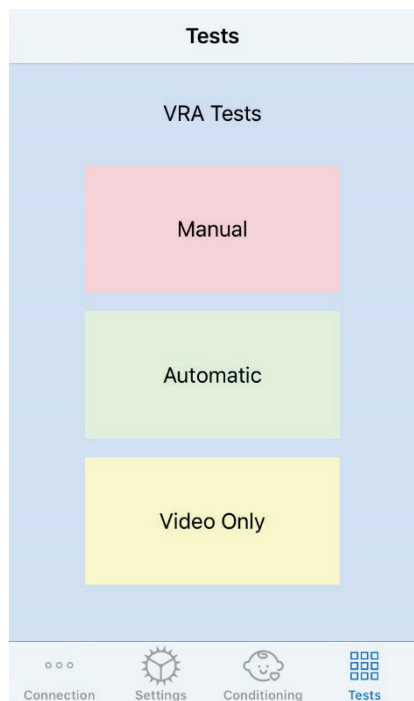 Tests
VRA Tests
Manual
Automatic
Video Only
Connection Settings Conditioning Tests